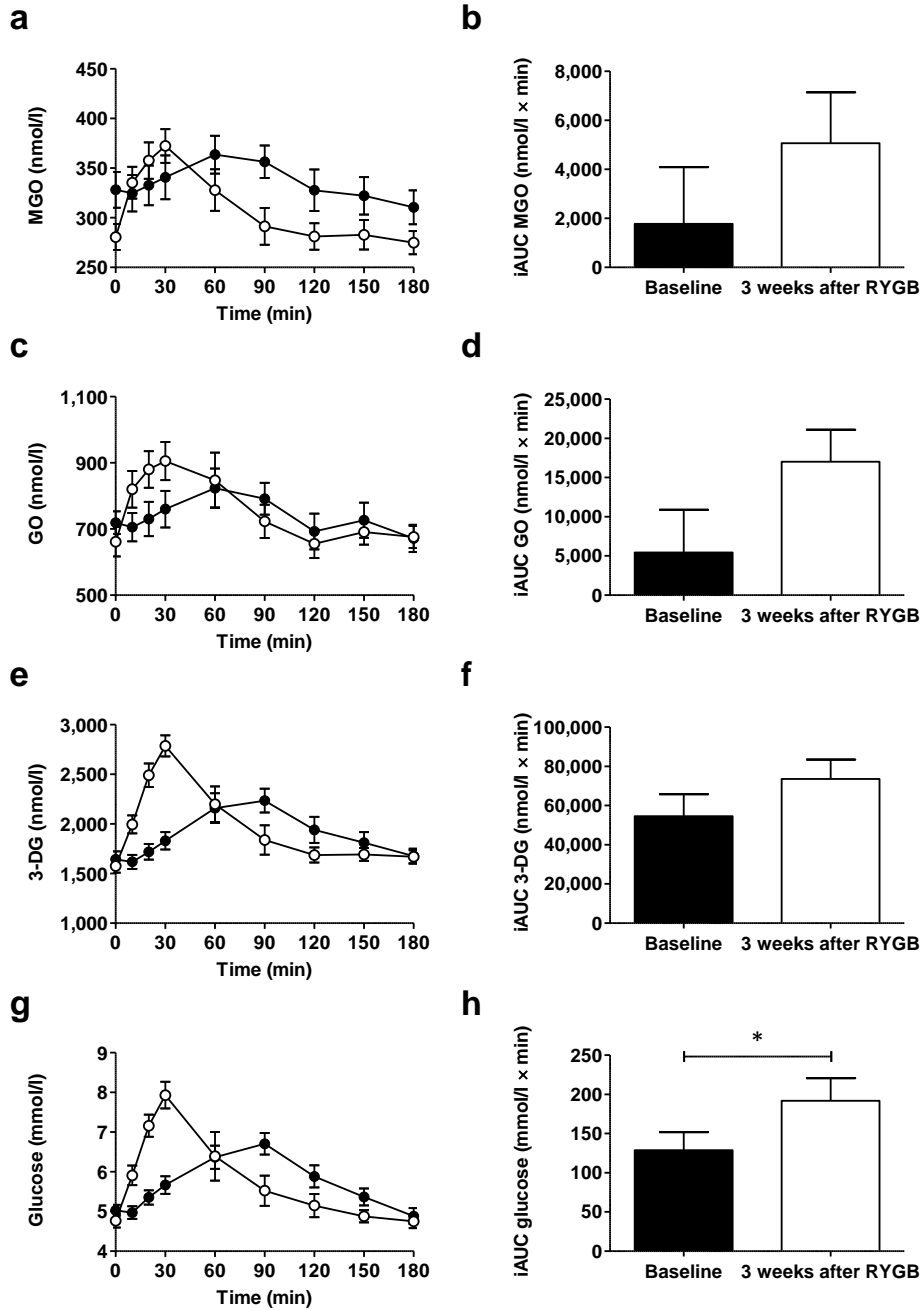 a
MGO (nmol/l)
450
400
350
300
250
0 30 60 90 120 150 180
Time (min)
b
iAUC MGO (nmol/l × min)
8,000
6,000
4,000
2,000
0
Baseline 3 weeks after RYGB
c
GO (nmol/l)
1,100
900
700
500
0 30 60 90 120 150 180
Time (min)
d
iAUC GO (nmol/l × min)
25,000
20,000
15,000
10,000
5,000
0
Baseline 3 weeks after RYGB
e
3-DG (nmol/l)
3,000
2,500
2,000
1,500
1,000
0 30 60 90 120 150 180
Time (min)
f
iAUC 3-DG (nmol/l × min)
100,000
80,000
60,000
40,000
20,000
0
Baseline 3 weeks after RYGB
g
Glucose (mmol/l)
9
8
7
6
5
4
0 30 60 90 120 150 180
Time (min)
h
iAUC glucose (mmol/l × min)
250
200
150
100
50
0
*
Baseline 3 weeks after RYGB